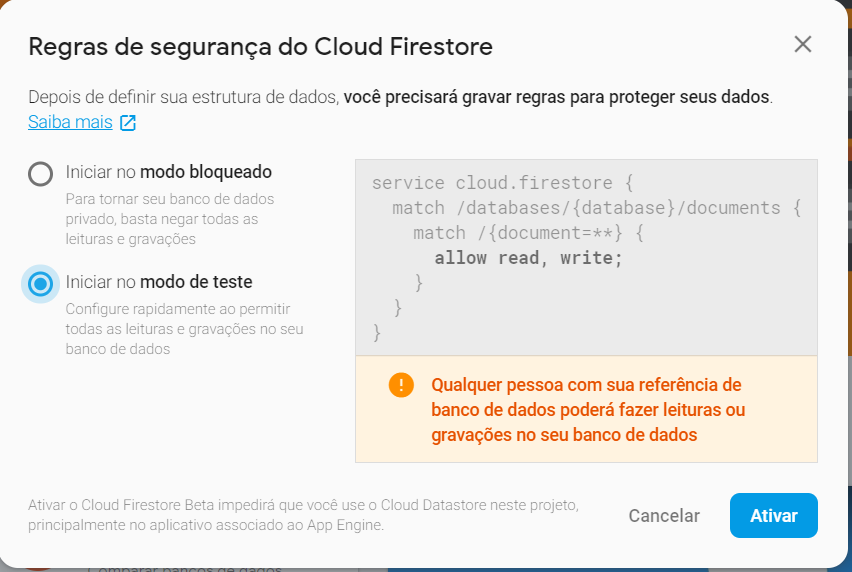 Regras de segurança do Cloud Firestore
Depois de definir sua estrutura de dados, você precisará gravar regras para proteger seus dados.
Saiba mais
Iniciar no modo bloqueado
Para tornar seu banco de dados
privado, basta negar todas as
leituras e gravações
Iniciar no modo de teste
Configure rapidamente ao permitir
todas as leituras e gravações no seu
banco de dados
service cloud.firestore {
  match /databases/{database}/documents {
    match /{document=**} {
      allow read, write;
    }
  }
}
Qualquer pessoa com sua referência de
banco de dados poderá fazer leituras ou
gravações no seu banco de dados
Ativar o Cloud Firestore Beta impedirá que você use o Cloud Datastore neste projeto,
principalmente no aplicativo associado ao App Engine.
Cancelar
Ativar